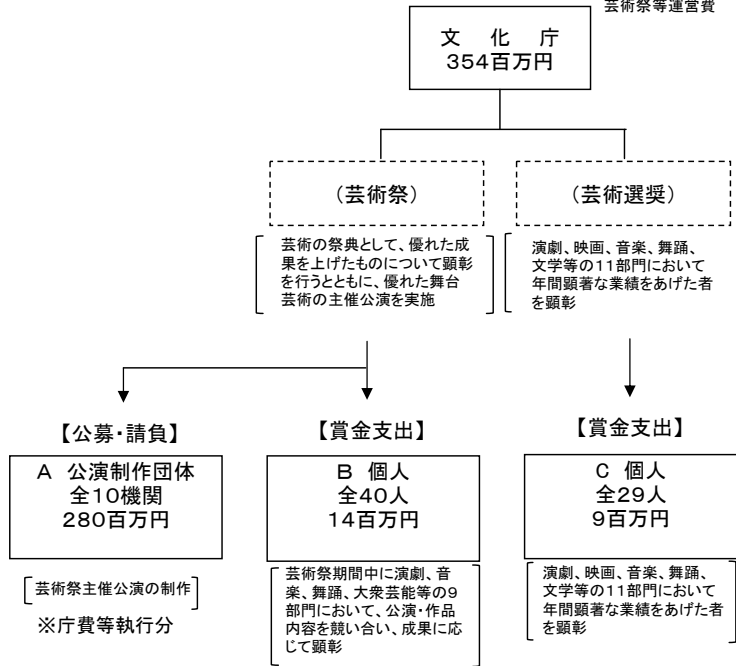 芸術祭等運営費
文 化 庁
354百万円
(芸術祭)
(芸術選奨)
芸術の祭典として、優れた成
果を上げたものについて顕彰
を行うとともに、優れた舞台
芸術の主催公演を実施
演劇、映画、音楽、舞踊、
文学等の11部門において
年間顕著な業績をあげた者
を顕彰
【公募・請負】
【賞金支出】
【賞金支出】
A 公演制作団体
全10機関
280百万円
B 個人
全40人
14百万円
C 個人
全29人
9百万円
芸術祭主催公演の制作
※庁費等執行分
芸術祭期間中に演劇、音
楽、舞踊、大衆芸能等の9
部門において、公演・作品
内容を競い合い、成果に応
じて顕彰
演劇、映画、音楽、舞踊、
文学等の11部門において
年間顕著な業績をあげた者
を顕彰